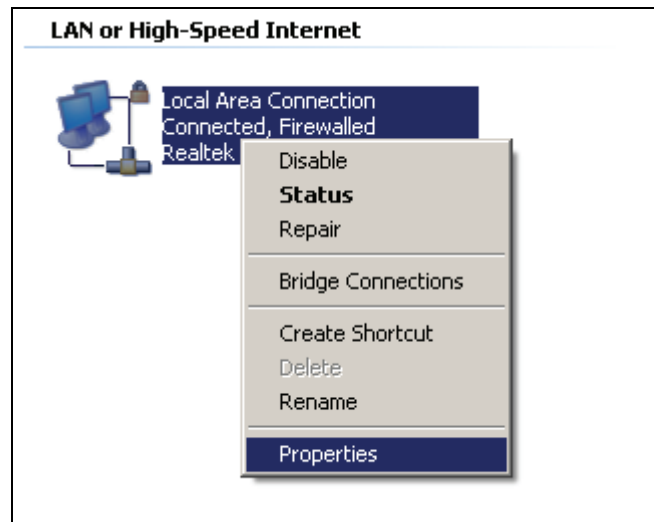 LAN or High-Speed Internet
Local Area Connection
Connected, Firewalled
Realtek
Disable
Status
Repair
Bridge Connections
Create Shortcut
Delete
Rename
Properties